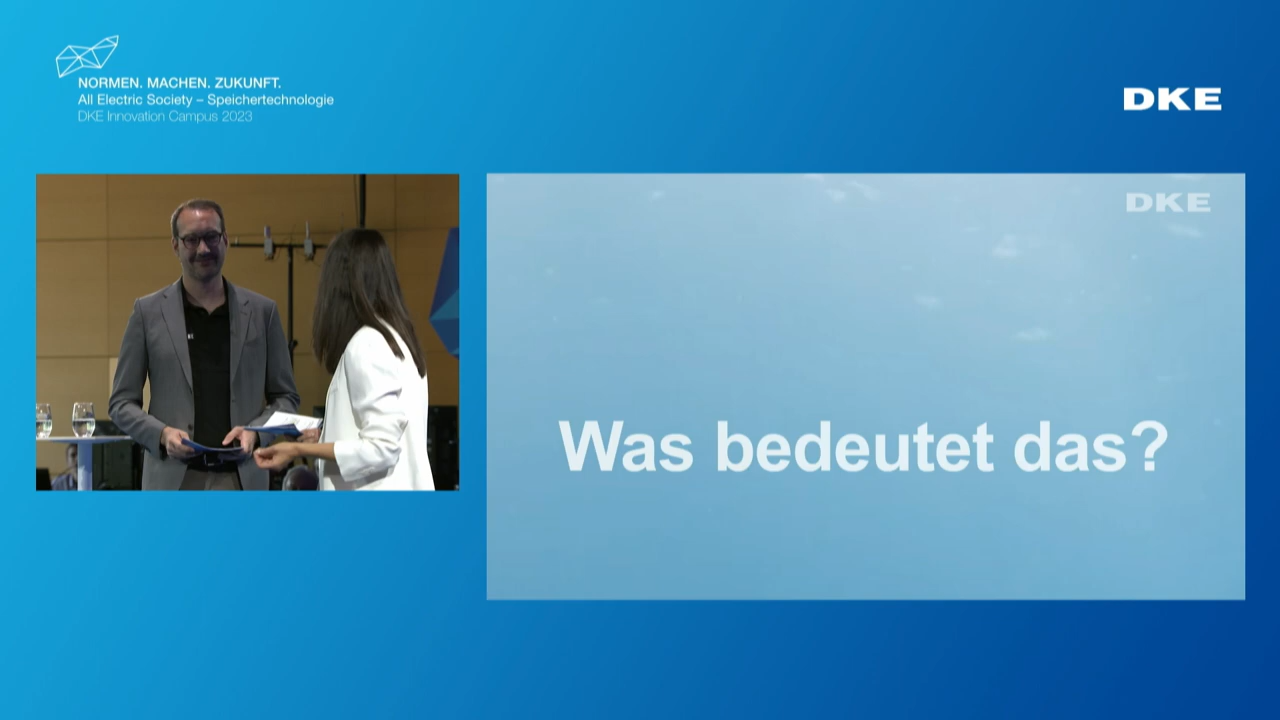 NORMEN. MACHEN. ZUKUNFT.
All Electric Society – Speichertechnologie
DKE Innovation Campus 2023
DKE
DKE
Was bedeutet das?